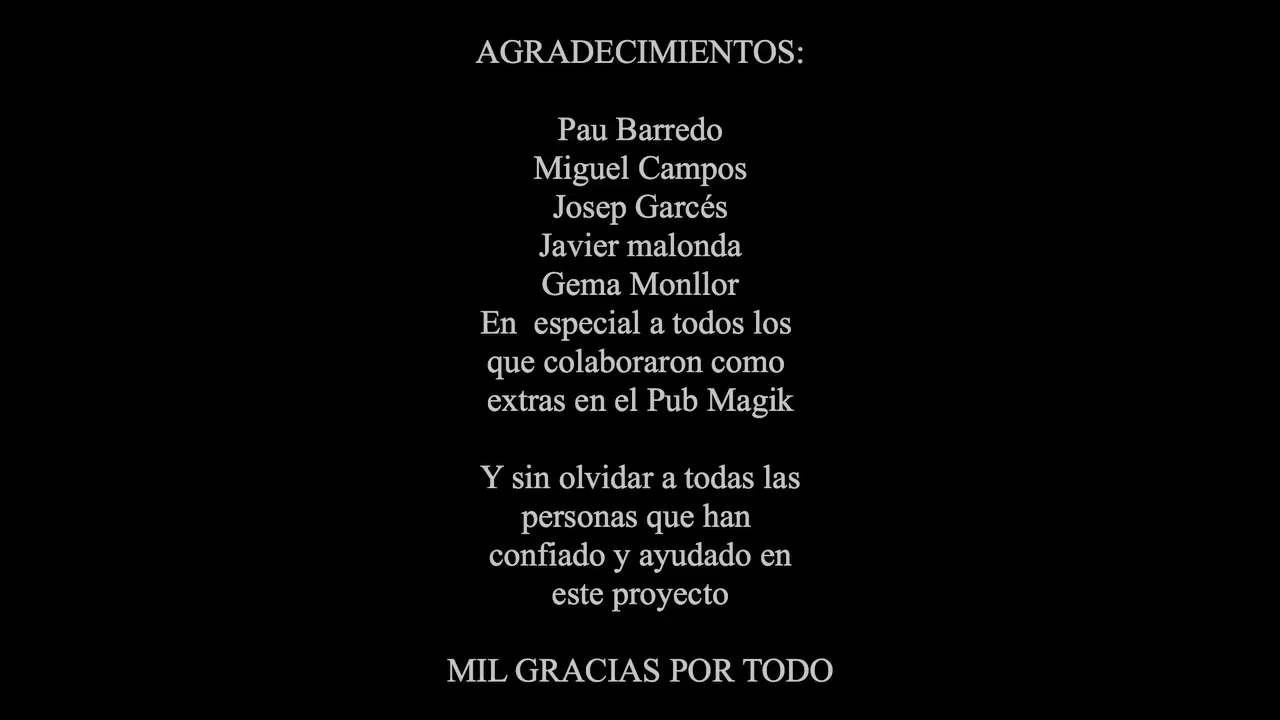 AGRADECIMIENTOS:
Pau Barredo
Miguel Campos
Josep Garcés
Javier malonda
Gema Monllor
En  especial a todos los
que colaboraron como
extras en el Pub Magik
Y sin olvidar a todas las
personas que han
confiado y ayudado en
este proyecto
MIL GRACIAS POR TODO